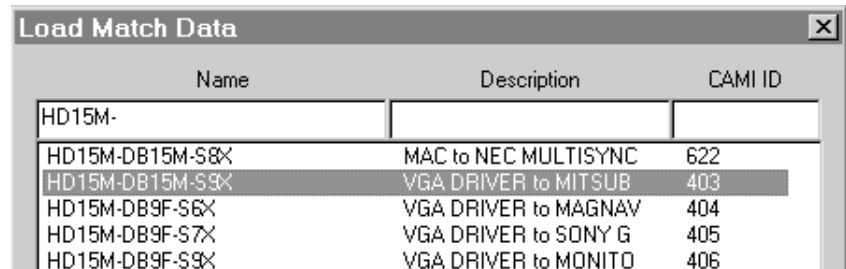 Load Match Data
Name Description CAMI ID
HD15M-
HD15M-DB15M-S8X MAC to NEC MULTISYNC 622
HD15M-DB15M-S9X VGA DRIVER to MITSUB 403
HD15M-DB9F-S6X VGA DRIVER to MAGNAV 404
HD15M-DB9F-S7X VGA DRIVER to SONY G 405
HD15M-DB9F-S9X VGA DRIVER to MONITO 406